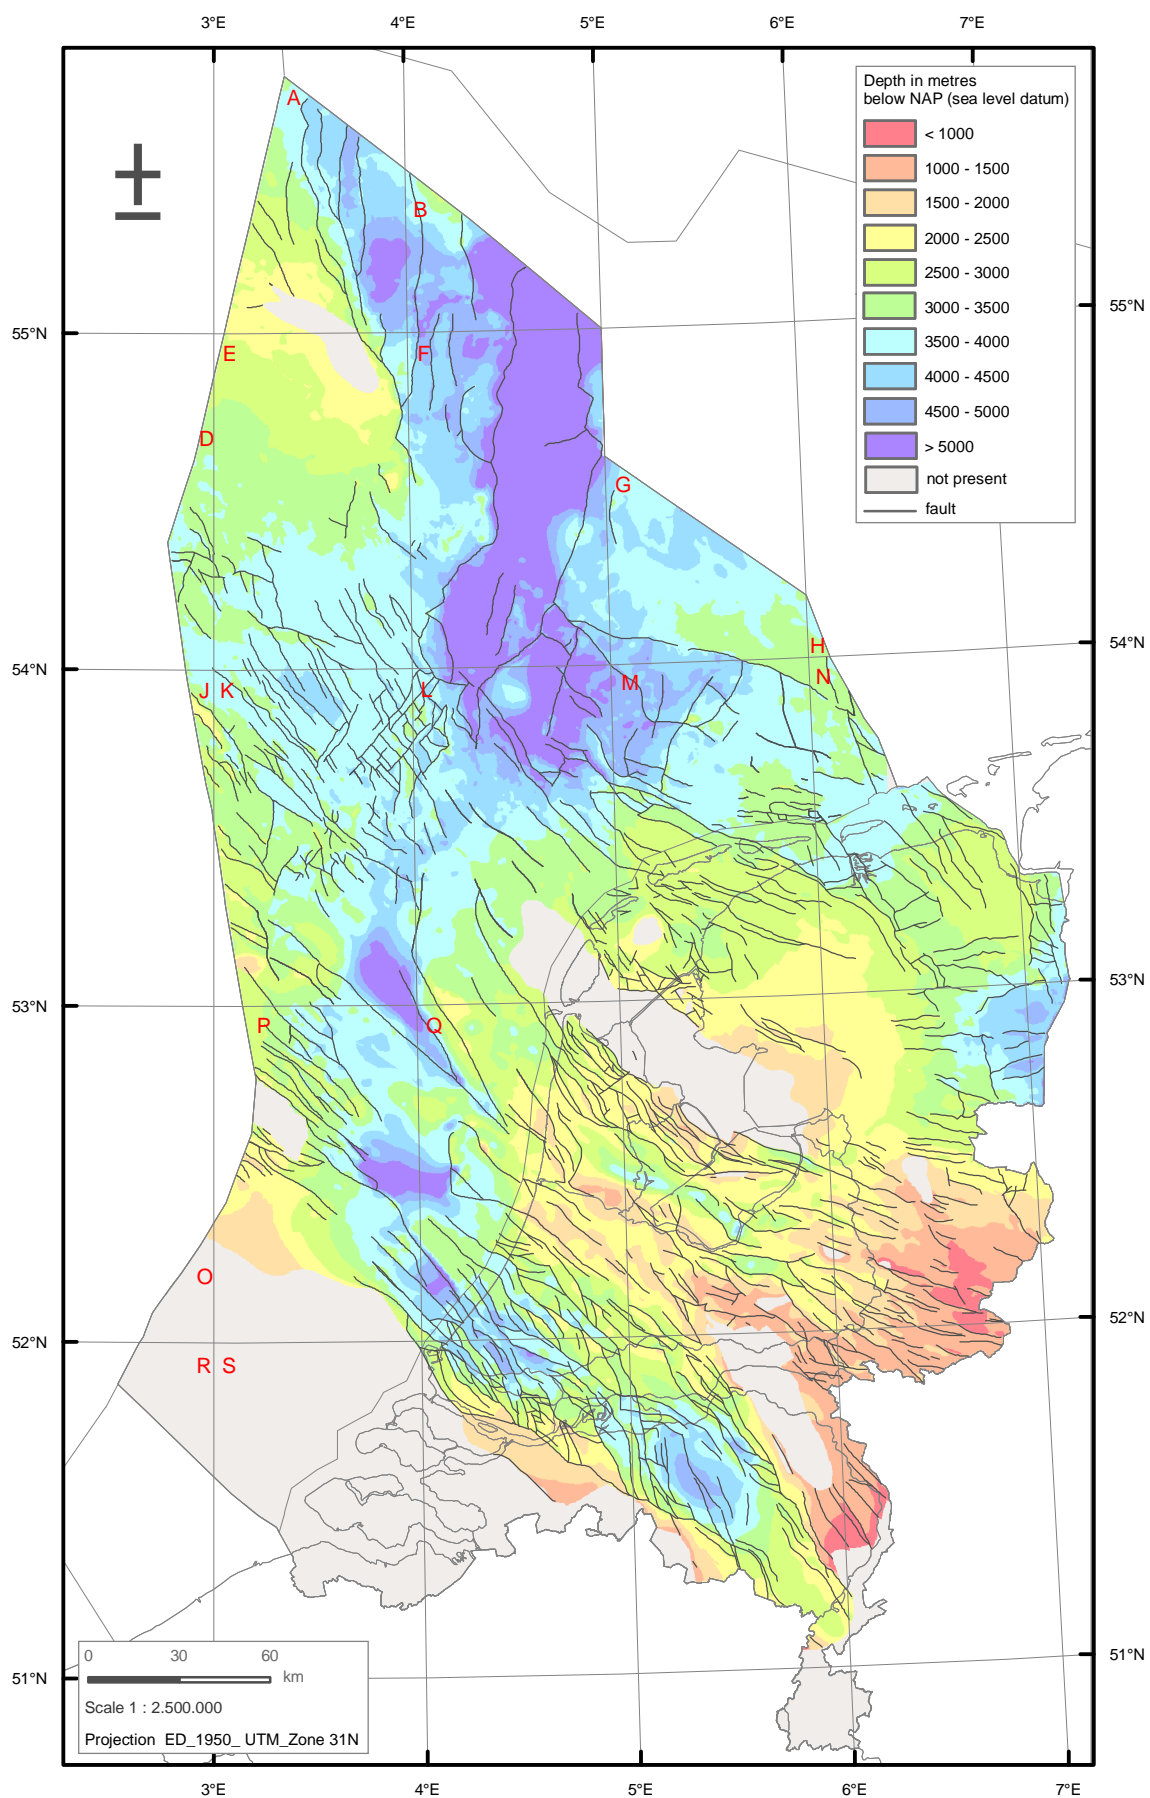 3°E 4°E 5°E 6°E 7°E
Depth in metres
below NAP (sea level datum)
< 1000
1000 - 1500
1500 - 2000
2000 - 2500
2500 - 3000
3000 - 3500
3500 - 4000
4000 - 4500
4500 - 5000
> 5000
not present
fault
A
B
55°N 55°N
E F
D
G
H
54°N 54°N
J K L M N
53°N 53°N
P Q
O
52°N 52°N
R S
51°N 51°N
0 30 60
km
Scale 1 : 2.500.000
Projection ED_1950_ UTM_Zone 31N
3°E 4°E 5°E 6°E 7°E